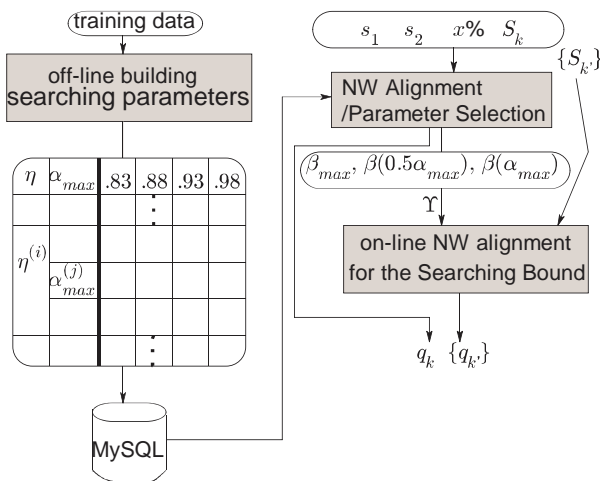 training data
off-line building
searching parameters
η α_max .83 .88 .93 .98
η^(i)
α_max^(j)
MySQL
s_1 s_2 x% S_k
{S_k'}
NW Alignment
/Parameter Selection
β_max, β(0.5α_max), β(α_max)
ϒ
on-line NW alignment
for the Searching Bound
q_k {q_k'}